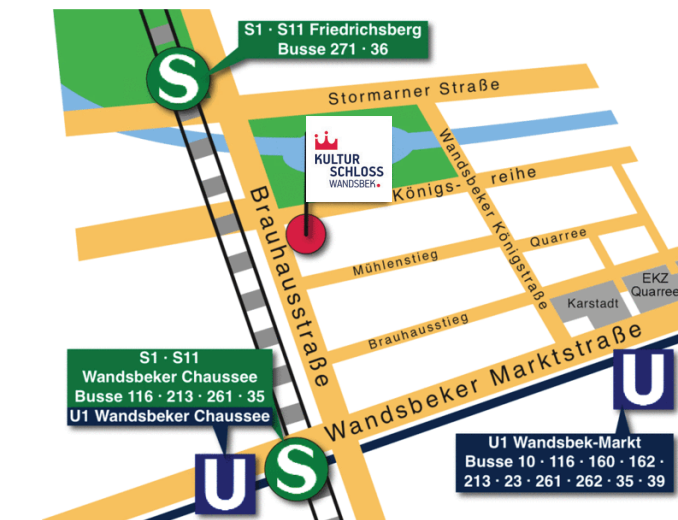 S1 · S11 Friedrichsberg
Busse 271 · 36
S
Stormarner Straße
KULTUR
SCHLOSS
WANDSBEK.
Königs- reihe
Wandsbeker Königstraße
Brauhausstraße
Quarree
Mühlenstieg
EKZ
Quarree
Karstadt
Brauhausstieg
Wandsbeker Marktstraße
S1 · S11
Wandsbeker Chaussee
Busse 116 · 213 · 261 · 35
U1 Wandsbeker Chaussee
U
S
U
U1 Wandsbek-Markt
Busse 10 · 116 · 160 · 162 ·
213 · 23 · 261 · 262 · 35 · 39